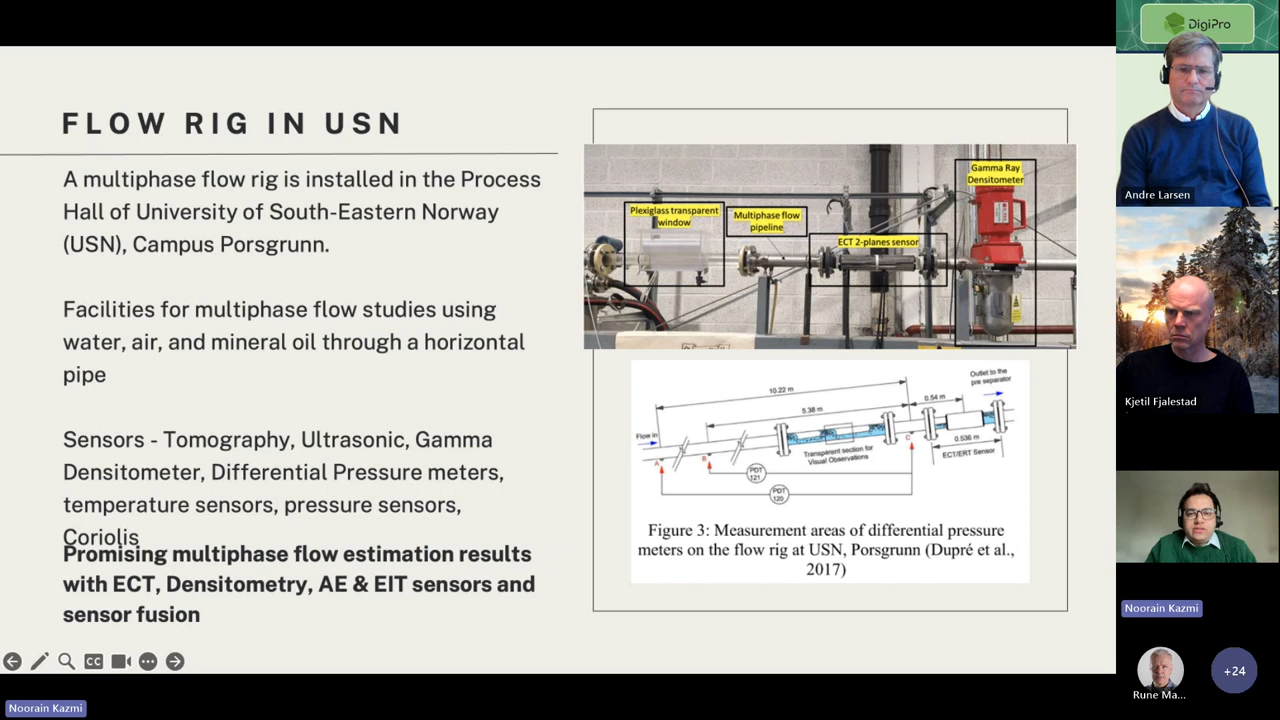 FLOW RIG IN USN
A multiphase flow rig is installed in the Process
Hall of University of South-Eastern Norway
(USN), Campus Porsgrunn.
Facilities for multiphase flow studies using
water, air, and mineral oil through a horizontal
pipe
Sensors - Tomography, Ultrasonic, Gamma
Densitometer, Differential Pressure meters,
temperature sensors, pressure sensors,
Coriolis
Promising multiphase flow estimation results
with ECT, Densitometry, AE & EIT sensors and
sensor fusion
Plexiglass transparent
window
Multiphase flow
pipeline
ECT 2-planes sensor
Gamma Ray
Densitometer
10.22 m
5.38 m
0.54 m
Outlet to the
pre separator
Flow in
A
B
C
Transparent section for
Visual Observations
0.536 m
ECT/ERT Sensor
PDT
121
PDT
120
Figure 3: Measurement areas of differential pressure
meters on the flow rig at USN, Porsgrunn (Dupré et al.,
2017)
CC
Noorain Kazmi
DigiPro
Andre Larsen
Kjetil Fjalestad
Noorain Kazmi
Rune Ma...
+24